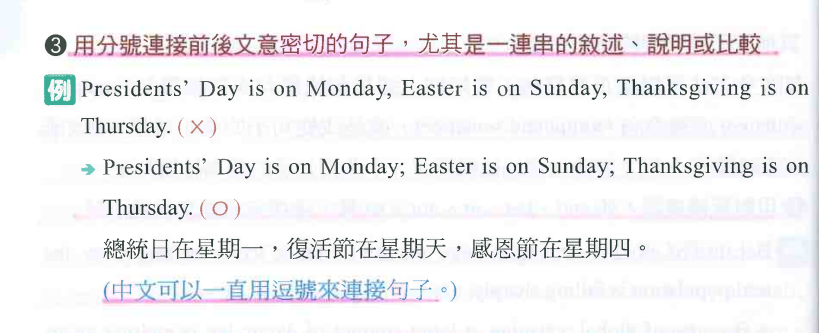 ❸ 用分號連接前後文意密切的句子，尤其是一連串的敘述、說明或比較
例 Presidents’ Day is on Monday, Easter is on Sunday, Thanksgiving is on
Thursday. (×)
➔ Presidents’ Day is on Monday; Easter is on Sunday; Thanksgiving is on
Thursday. (○)
總統日在星期一，復活節在星期天，感恩節在星期四。
(中文可以一直用逗號來連接句子。)